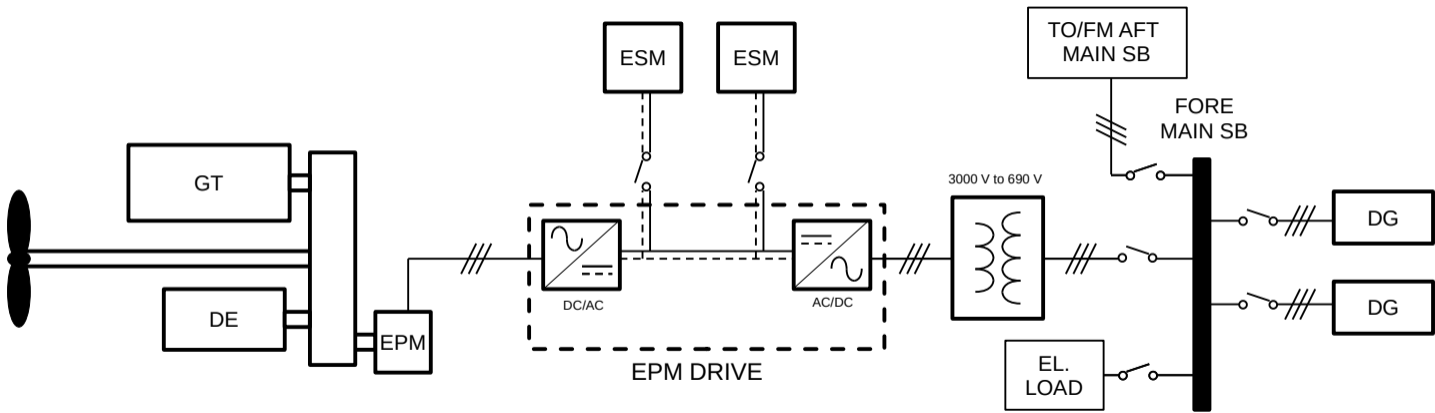 TO/FM AFT
MAIN SB
ESM
ESM
FORE
MAIN SB
GT
3000 V to 690 V
DG
DC/AC
AC/DC
DG
DE
EPM
EPM DRIVE
EL.
LOAD